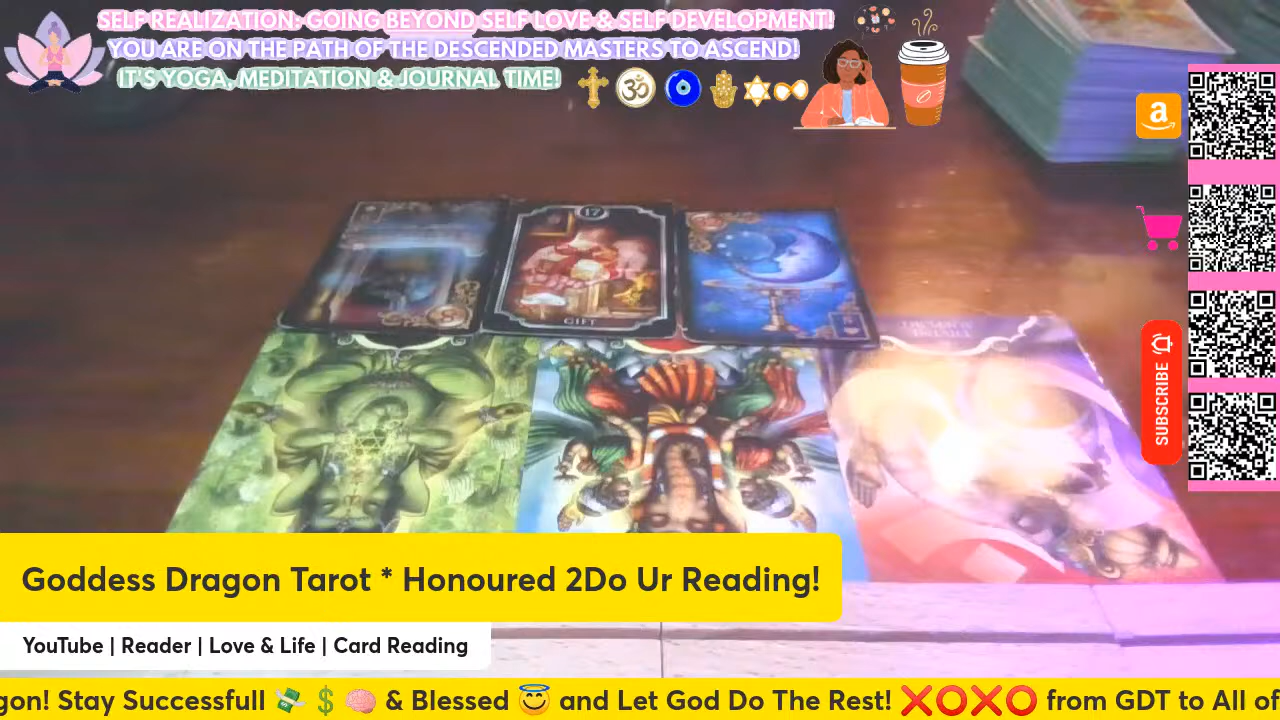 SELF REALIZATION: GOING BEYOND SELF LOVE & SELF DEVELOPMENT!
YOU ARE ON THE PATH OF THE DESCENDED MASTERS TO ASCEND!
IT'S YOGA, MEDITATION & JOURNAL TIME!
a
17
GIFT
SUBSCRIBE
Goddess Dragon Tarot * Honoured 2Do Ur Reading!
YouTube | Reader | Love & Life | Card Reading
gon! Stay Successfull 💸 💲 🧠 & Blessed 😇 and Let God Do The Rest! ❌⭕❌⭕ from GDT to All of